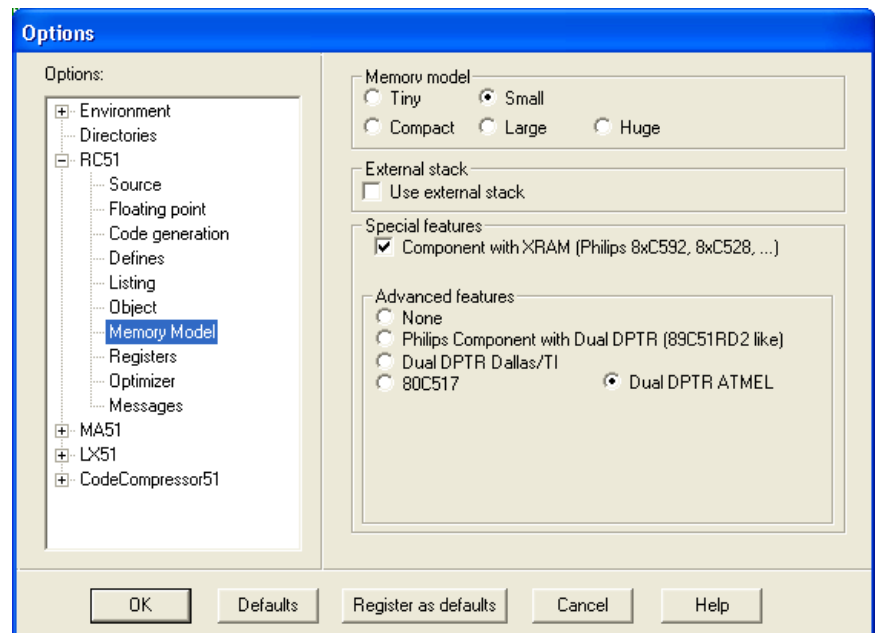 Options
Options:
Environment
Directories
RC51
Source
Floating point
Code generation
Defines
Listing
Object
Memory Model
Registers
Optimizer
Messages
MA51
LX51
CodeCompressor51
Memory model
Tiny Small
Compact Large Huge
External stack
Use external stack
Special features
Component with XRAM (Philips 8xC592, 8xC528, ...)
Advanced features
None
Philips Component with Dual DPTR (89C51RD2 like)
Dual DPTR Dallas/TI
80C517 Dual DPTR ATMEL
OK Defaults Register as defaults Cancel Help